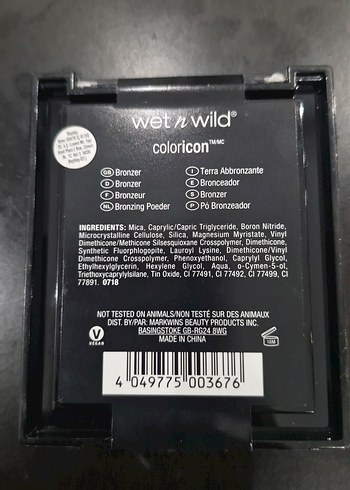 wet n wild®
coloricon™/MC
GB Bronzer
D Bronzer
F Bronzeur
NL Bronzing Poeder
I Terra Abbronzante
E Bronceador
S Bronzer
P Pó Bronzeador
INGREDIENTS: Mica, Caprylic/Capric Triglyceride, Boron Nitride,
Microcrystalline Cellulose, Silica, Magnesium Myristate, Vinyl
Dimethicone/Methicone Silsesquioxane Crosspolymer, Dimethicone,
Synthetic Fluorphlogopite, Lauroyl Lysine, Dimethicone/Vinyl
Dimethicone Crosspolymer, Phenoxyethanol, Caprylyl Glycol,
Ethylhexylglycerin, Hexylene Glycol, Aqua, o-Cymen-5-ol,
Triethoxycaprylylsilane, Tin Oxide, CI 77491, CI 77492, CI 77499, CI
77891. 0718
NOT TESTED ON ANIMALS/NON TESTÉ SUR DES ANIMAUX
DIST. BY/PAR: MARKWINS BEAUTY PRODUCTS INC.
BASINGSTOKE GB-RG24 8WG
MADE IN CHINA
V
VEGAN
18M
4 049775 003676